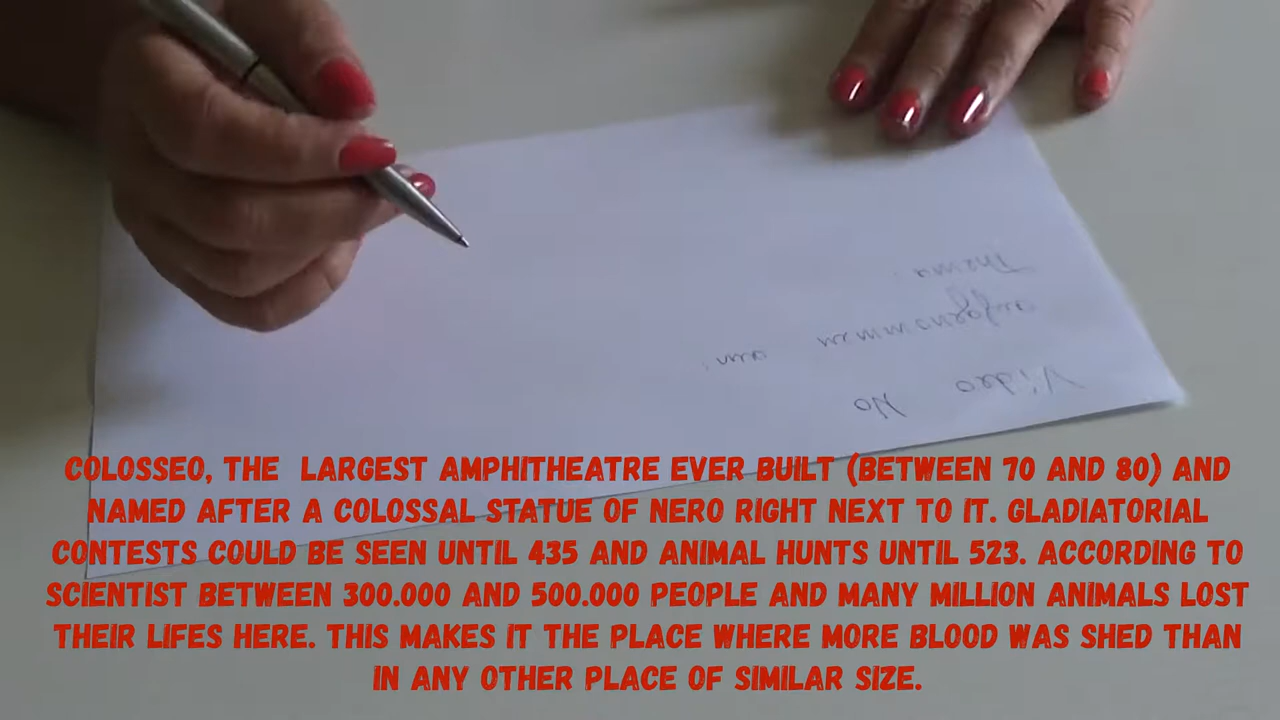 COLOSSEO, THE LARGEST AMPHITHEATRE EVER BUILT (BETWEEN 70 AND 80) AND
NAMED AFTER A COLOSSAL STATUE OF NERO RIGHT NEXT TO IT. GLADIATORIAL
CONTESTS COULD BE SEEN UNTIL 435 AND ANIMAL HUNTS UNTIL 523. ACCORDING TO
SCIENTIST BETWEEN 300.000 AND 500.000 PEOPLE AND MANY MILLION ANIMALS LOST
THEIR LIFES HERE. THIS MAKES IT THE PLACE WHERE MORE BLOOD WAS SHED THAN
IN ANY OTHER PLACE OF SIMILAR SIZE.
Video No
aufgenommen am:
Thema: